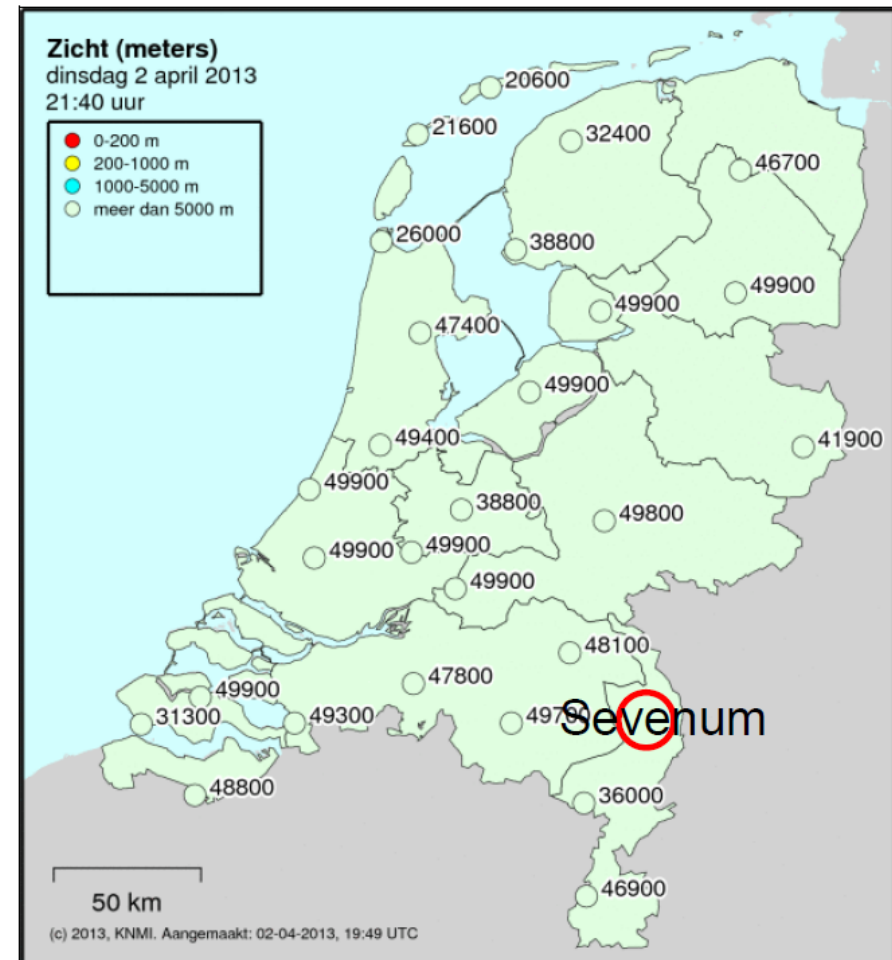 Zicht (meters)
dinsdag 2 april 2013
21:40 uur
0-200 m
200-1000 m
1000-5000 m
meer dan 5000 m
20600
21600
32400
46700
26000
38800
49900
49900
47400
49900
49400
41900
49900
38800
49800
49900
49900
49900
48100
47800
49900
31300
49300
Sevenum
48800
36000
46900
50 km
(c) 2013, KNMI. Aangemaakt: 02-04-2013, 19:49 UTC